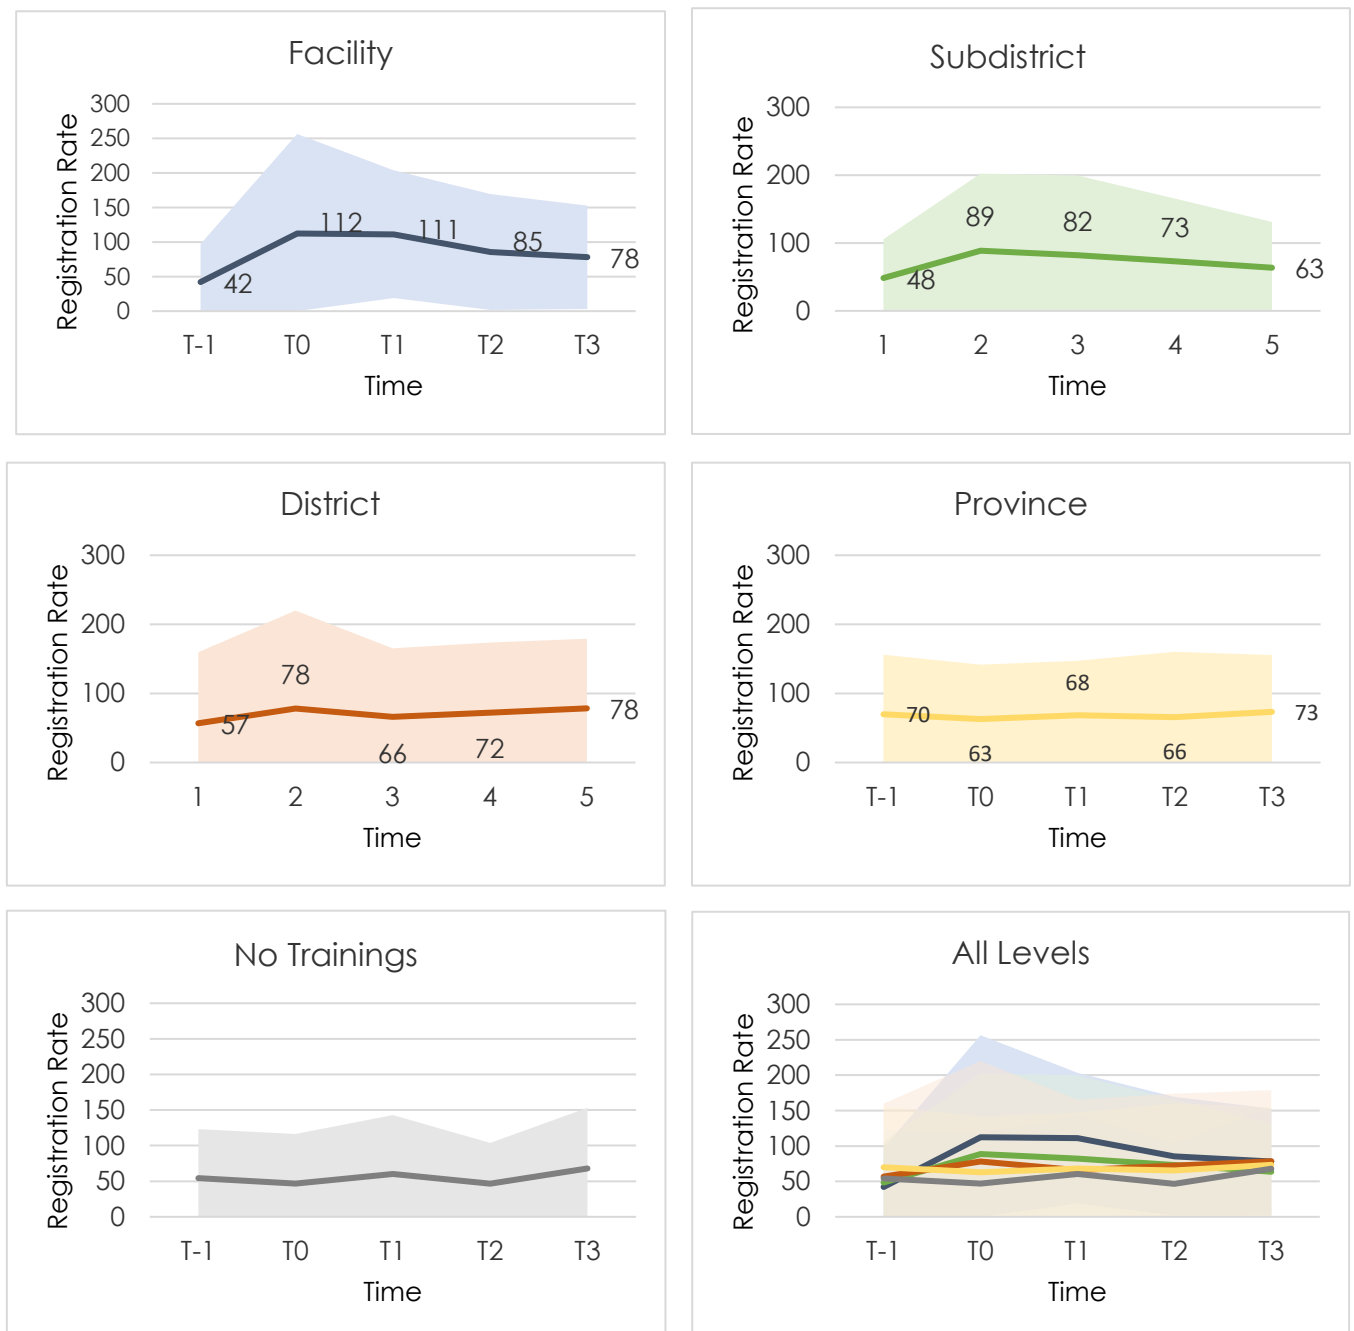 Facility
Registration Rate
300
250
200
150
100
50
0
42
112
111
85
78
T-1 T0 T1 T2 T3
Time
Subdistrict
Registration Rate
300
200
100
0
48
89
82
73
63
1 2 3 4 5
Time
District
Registration Rate
300
200
100
0
57
78
66
72
78
1 2 3 4 5
Time
Province
Registration Rate
300
200
100
0
70
63
68
66
73
T-1 T0 T1 T2 T3
Time
No Trainings
Registration Rate
300
250
200
150
100
50
0
T-1 T0 T1 T2 T3
Time
All Levels
Registration Rate
300
250
200
150
100
50
0
T-1 T0 T1 T2 T3
Time